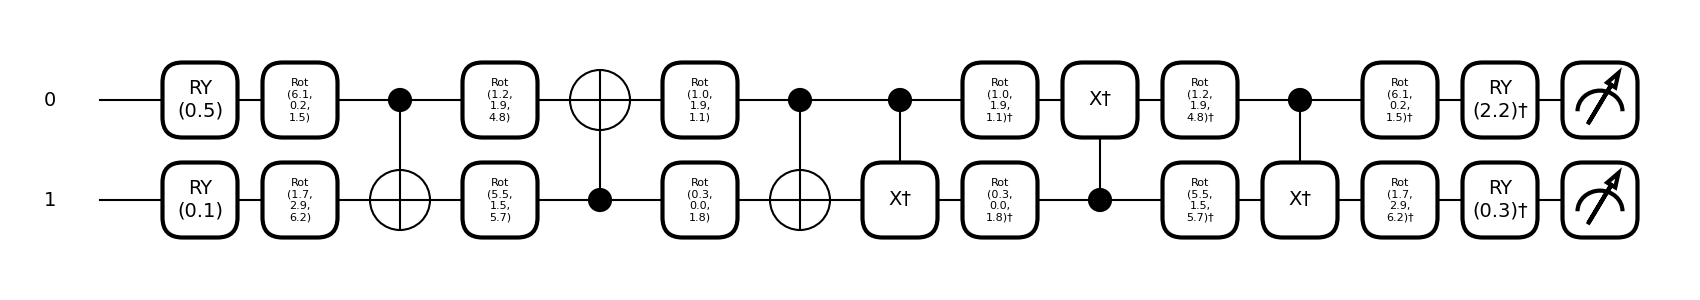 0
RY
(0.5)
Rot
(6.1,
0.2,
1.5)
Rot
(1.2,
1.9,
4.8)
Rot
(1.0,
1.9,
1.1)
Rot
(1.0,
1.9,
1.1)†
X†
Rot
(1.2,
1.9,
4.8)†
Rot
(6.1,
0.2,
1.5)†
RY
(2.2)†
1
RY
(0.1)
Rot
(1.7,
2.9,
6.2)
Rot
(5.5,
1.5,
5.7)
Rot
(0.3,
0.0,
1.8)
X†
Rot
(0.3,
0.0,
1.8)†
Rot
(5.5,
1.5,
5.7)†
X†
Rot
(1.7,
2.9,
6.2)†
RY
(0.3)†